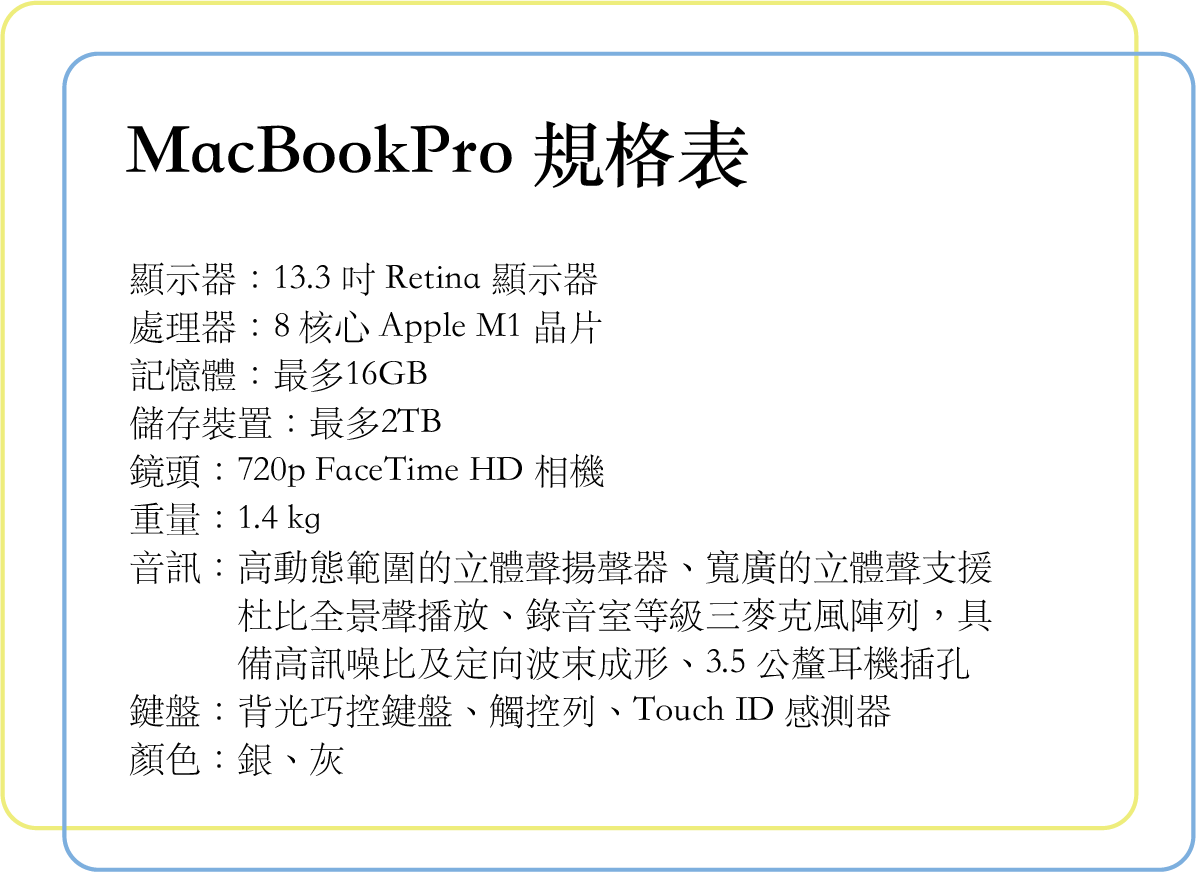 MacBookPro 規格表
顯示器：13.3 吋 Retina 顯示器
處理器：8 核心 Apple M1 晶片
記憶體：最多16GB
儲存裝置：最多2TB
鏡頭：720p FaceTime HD 相機
重量：1.4 kg
音訊：高動態範圍的立體聲揚聲器、寬廣的立體聲支援
杜比全景聲播放、錄音室等級三麥克風陣列，具
備高訊噪比及定向波束成形、3.5 公釐耳機插孔
鍵盤：背光巧控鍵盤、觸控列、Touch ID 感測器
顏色：銀、灰